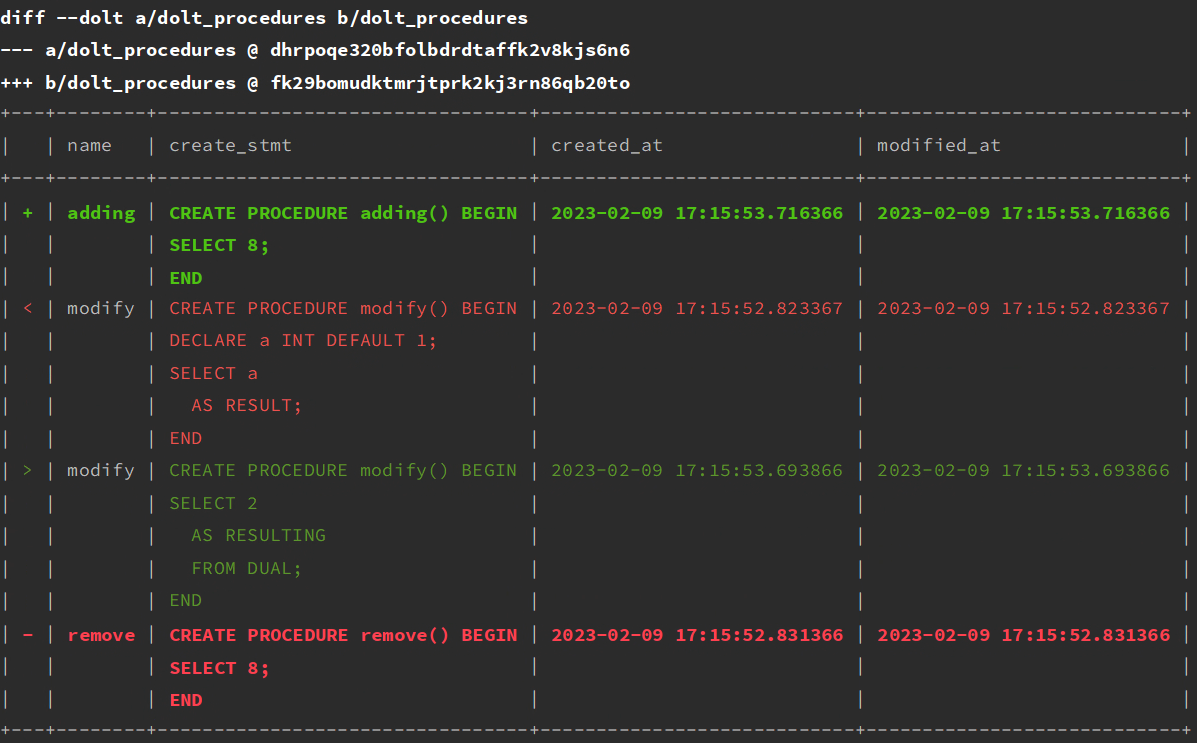 diff --dolt a/dolt_procedures b/dolt_procedures
--- a/dolt_procedures @ dhrpoqe320bfolbdrdtaffk2v8kjs6n6
+++ b/dolt_procedures @ fk29bomudktmrjtprk2kj3rn86qb20to
+---+--------+----------------------------------+----------------------------+----------------------------+
|   | name   | create_stmt                      | created_at                 | modified_at                |
+---+--------+----------------------------------+----------------------------+----------------------------+
| + | adding | CREATE PROCEDURE adding() BEGIN  | 2023-02-09 17:15:53.716366 | 2023-02-09 17:15:53.716366 |
|   |        | SELECT 8;                        |                            |                            |
|   |        | END                              |                            |                            |
| < | modify | CREATE PROCEDURE modify() BEGIN  | 2023-02-09 17:15:52.823367 | 2023-02-09 17:15:52.823367 |
|   |        | DECLARE a INT DEFAULT 1;         |                            |                            |
|   |        | SELECT a                         |                            |                            |
|   |        |   AS RESULT;                     |                            |                            |
|   |        | END                              |                            |                            |
| > | modify | CREATE PROCEDURE modify() BEGIN  | 2023-02-09 17:15:53.693866 | 2023-02-09 17:15:53.693866 |
|   |        | SELECT 2                         |                            |                            |
|   |        |   AS RESULTING                   |                            |                            |
|   |        |   FROM DUAL;                     |                            |                            |
|   |        | END                              |                            |                            |
| - | remove | CREATE PROCEDURE remove() BEGIN  | 2023-02-09 17:15:52.831366 | 2023-02-09 17:15:52.831366 |
|   |        | SELECT 8;                        |                            |                            |
|   |        | END                              |                            |                            |
+---+--------+----------------------------------+----------------------------+----------------------------+